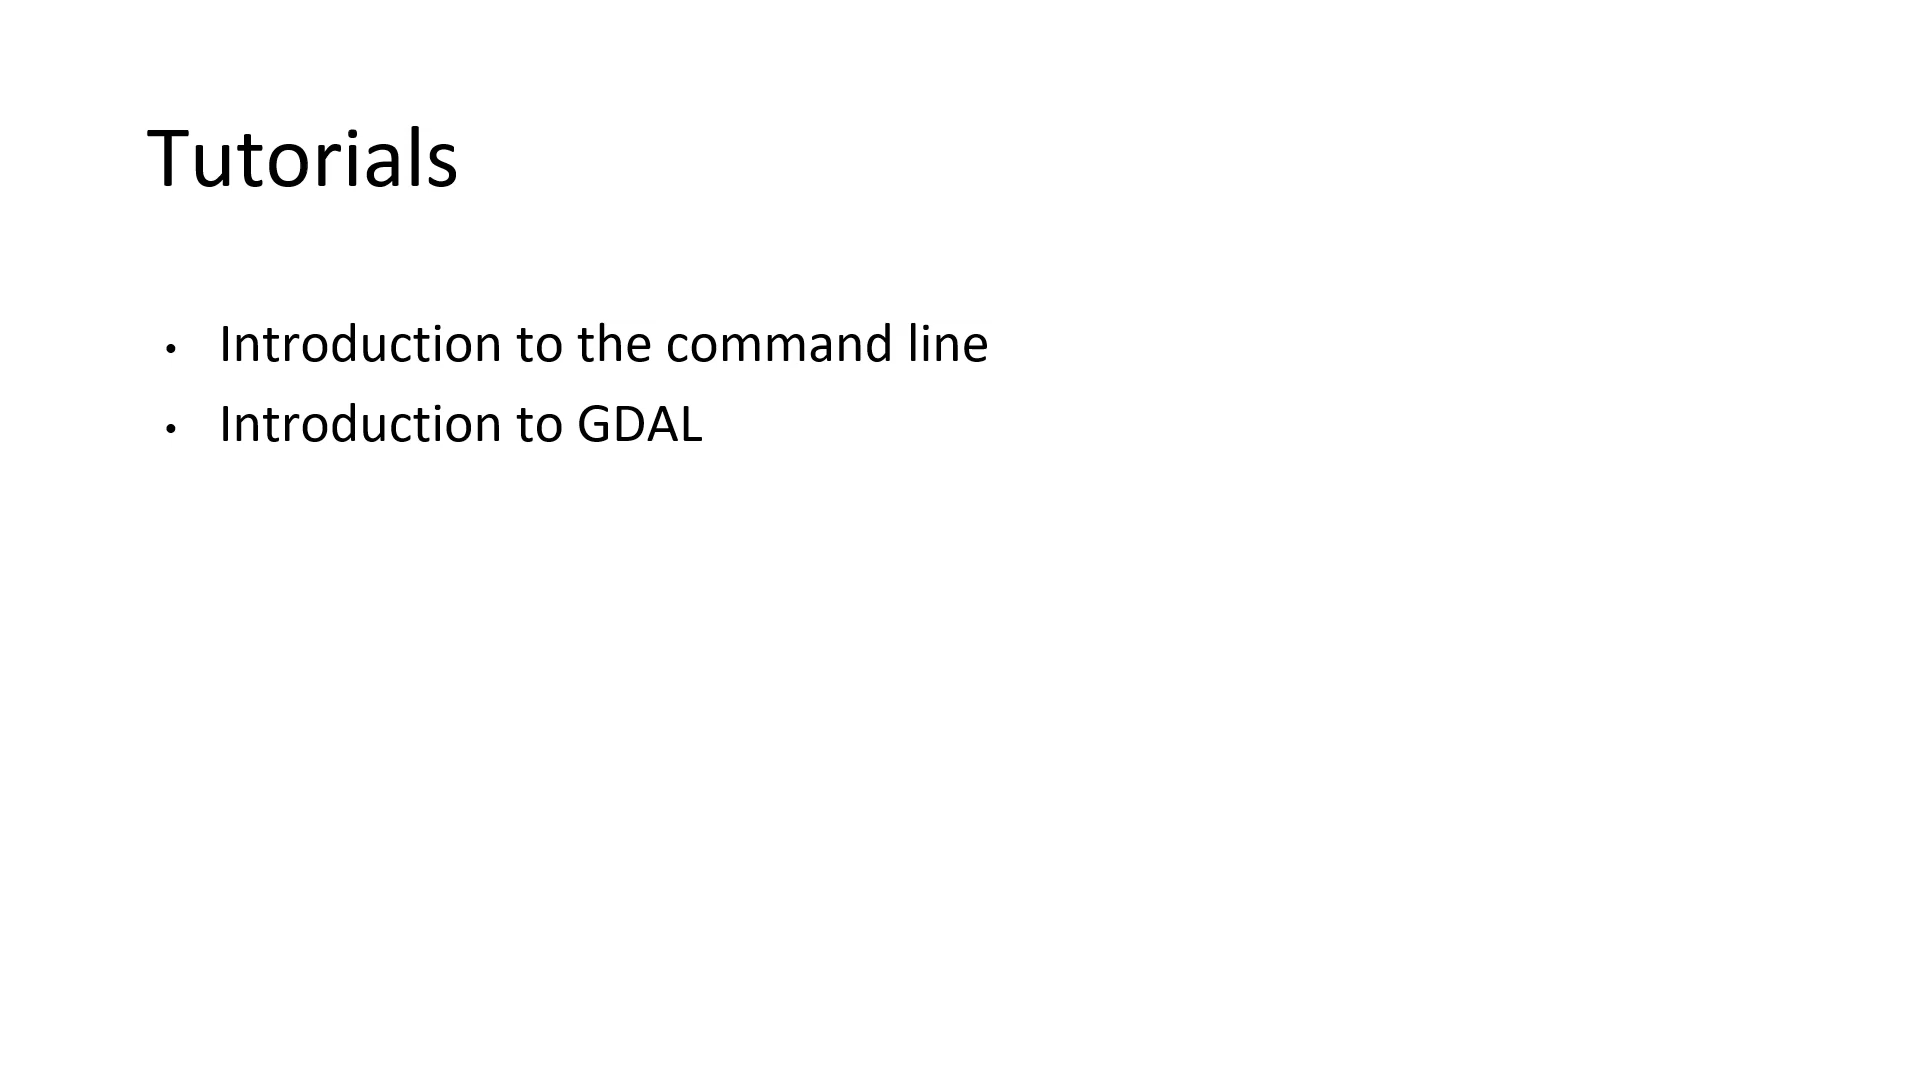 Tutorials
• Introduction to the command line
• Introduction to GDAL